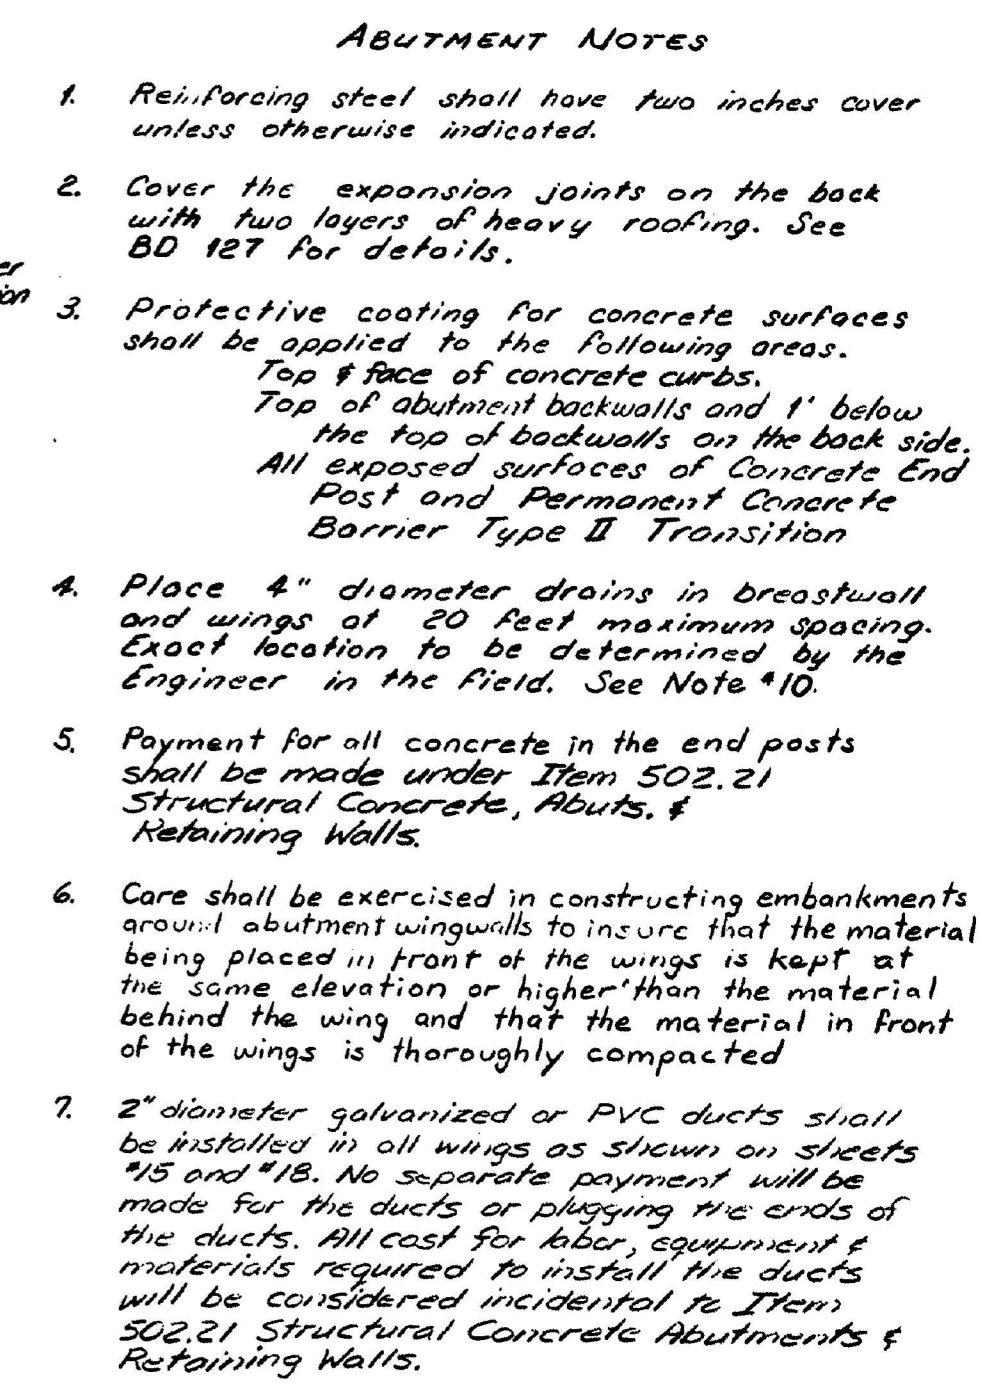 ABUTMENT NOTES
1. Reinforcing steel shall have two inches cover
unless otherwise indicated.
2. Cover the expansion joints on the back
with two layers of heavy roofing. See
BD 127 for details.
3. Protective coating for concrete surfaces
shall be applied to the following areas.
Top & face of concrete curbs.
Top of abutment backwalls and 1' below
the top of backwalls on the back side.
All exposed surfaces of Concrete End
Post and Permanent Concrete
Barrier Type II Transition
4. Place 4" diameter drains in breastwall
and wings at 20 feet maximum spacing.
Exact location to be determined by the
Engineer in the field. See Note #10.
5. Payment for all concrete in the end posts
shall be made under Item 502.21
Structural Concrete, Abuts. &
Retaining Walls.
6. Care shall be exercised in constructing embankments
around abutment wingwalls to insure that the material
being placed in front of the wings is kept at
the same elevation or higher than the material
behind the wing and that the material in front
of the wings is thoroughly compacted
7. 2" diameter galvanized or PVC ducts shall
be installed in all wings as shown on sheets
#15 and #18. No separate payment will be
made for the ducts or plugging the ends of
the ducts. All cost for labor, equipment &
materials required to install the ducts
will be considered incidental to Item
502.21 Structural Concrete Abutments &
Retaining Walls.